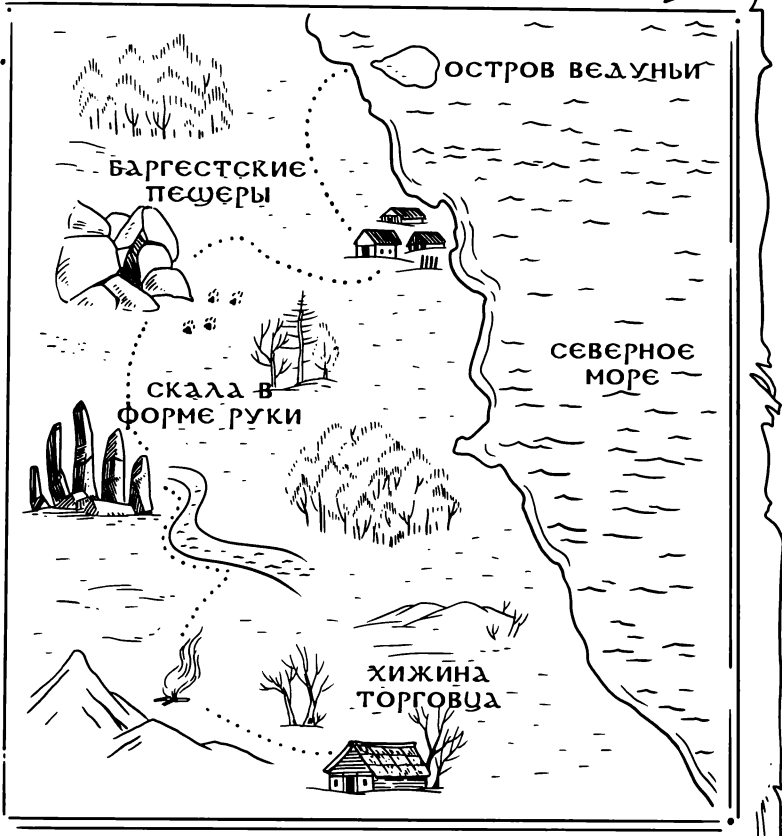 ОСТРОВ ВЕДУНЬИ
БАРГЕСТСКИЕ
ПЕЩЕРЫ
СЕВЕРНОЕ
МОРЕ
СКАЛА В
ФОРМЕ РУКИ
ХИЖИНА
ТОРГОВЦА